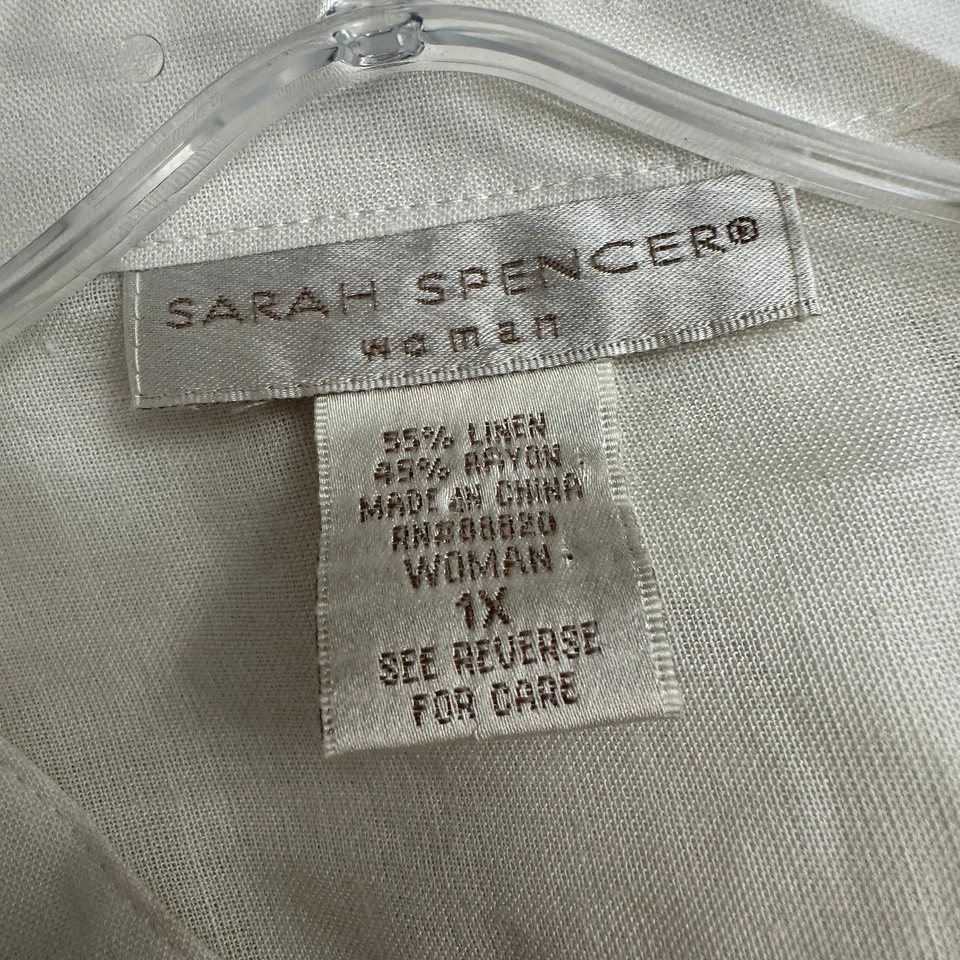 SARAH SPENCER®
woman
55% LINEN
45% RAYON
MADE IN CHINA
WOMAN
1X
SEE REVERSE
FOR CARE